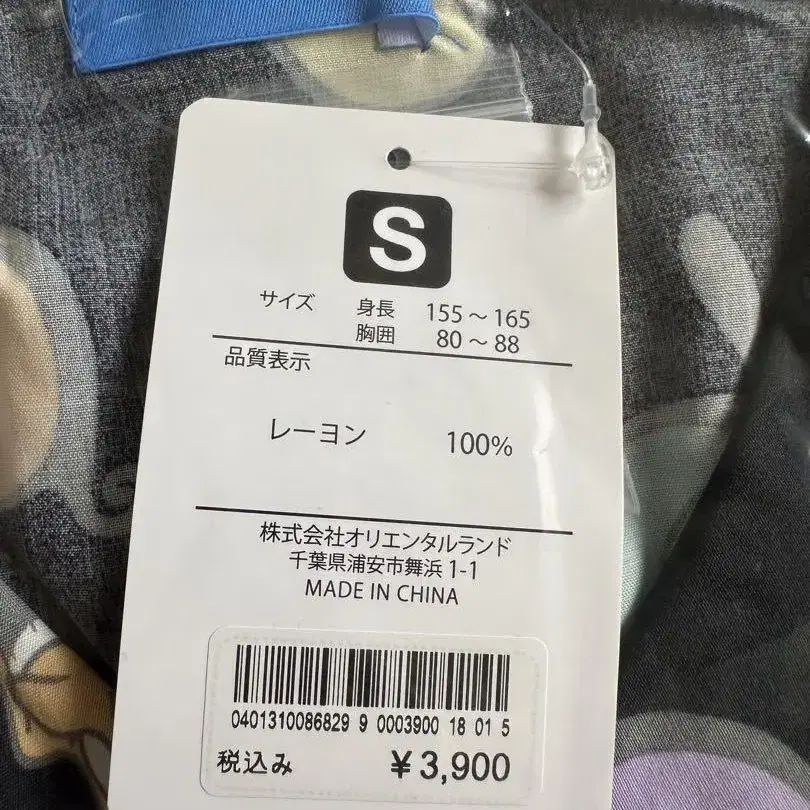 S
サイズ 身長 155～165
胸囲 80～88
品質表示
レーヨン 100%
株式会社オリエンタルランド
千葉県浦安市舞浜 1-1
MADE IN CHINA
0401310086829 9 0003900 18 01 5
税込み ¥3,900